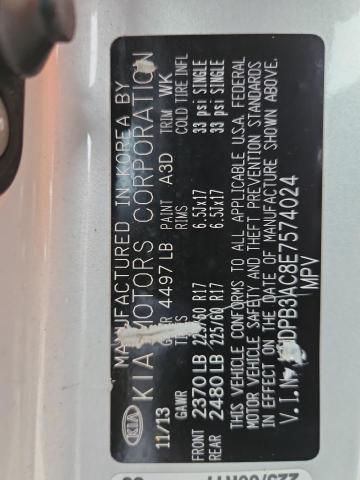 MANUFACTURED IN KOREA BY
KIA MOTORS CORPORATION
11/13 4497 LB PAINT A3D TRIM WK
GAWR RIMS COLD TIRE INFL
FRONT 2370 LB R17 6.5JX17 33 psi SINGLE
REAR 2480 LB 225/60 R17 6.5JX17 33 psi SINGLE
THIS VEHICLE CONFORMS TO ALL APPLICABLE U.S.A. FEDERAL
MOTOR VEHICLE SAFETY AND THEFT PREVENTION STANDARDS
IN EFFECT ON THE DATE OF MANUFACTURE SHOWN ABOVE.
V.I.N DPB3AC8E7574024
MPV
KIA